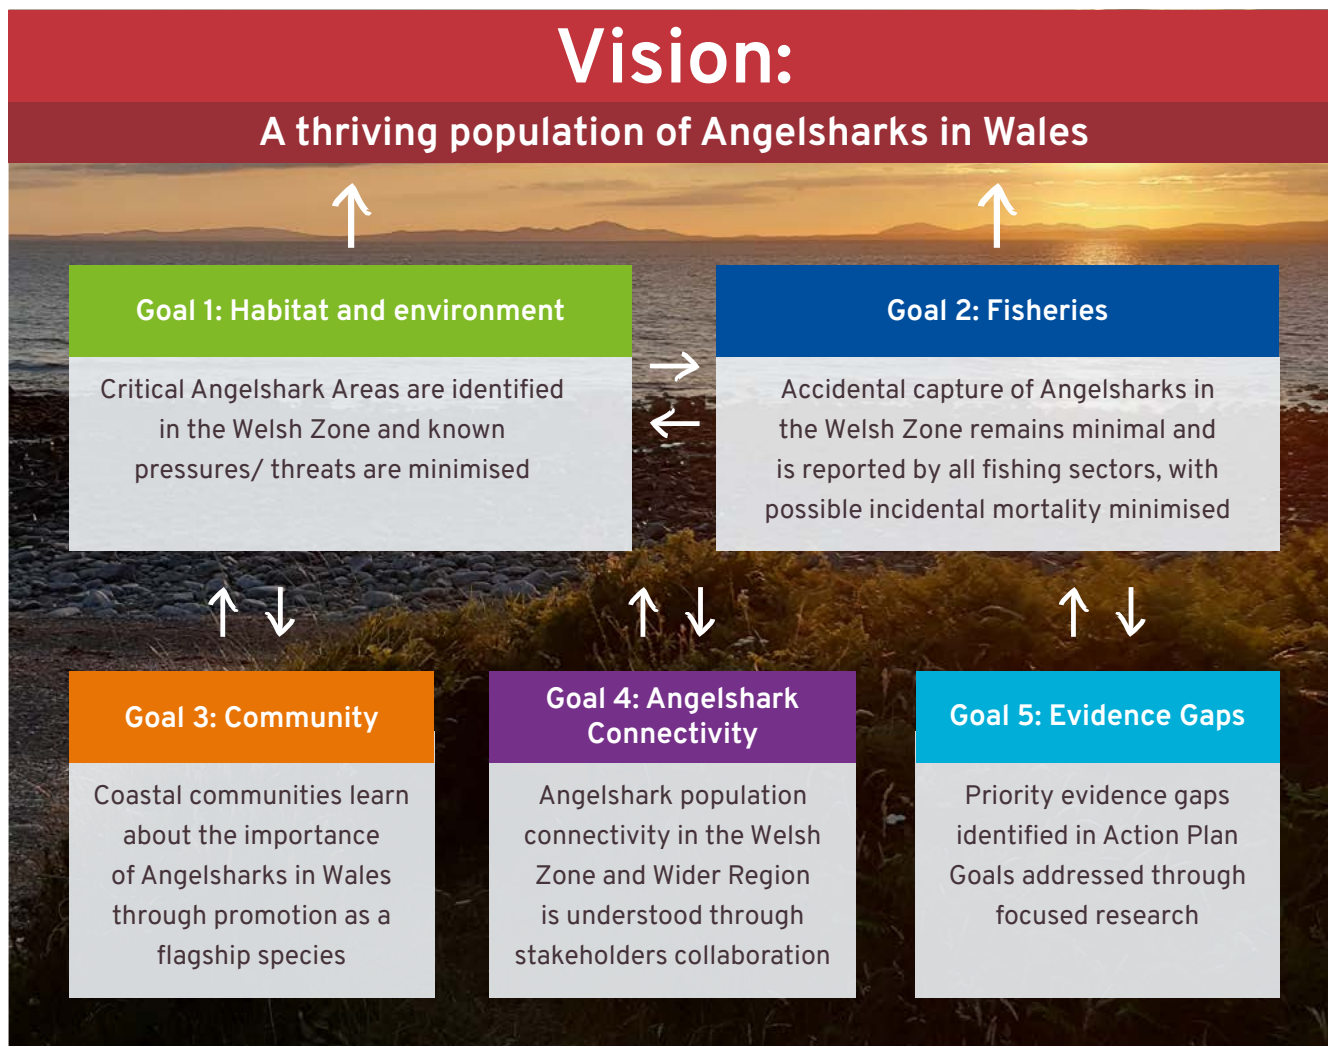 Vision:
A thriving population of Angelsharks in Wales
Goal 1: Habitat and environment
Critical Angelshark Areas are identified
in the Welsh Zone and known
pressures/ threats are minimised
Goal 2: Fisheries
Accidental capture of Angelsharks in
the Welsh Zone remains minimal and
is reported by all fishing sectors, with
possible incidental mortality minimised
Goal 3: Community
Coastal communities learn
about the importance
of Angelsharks in Wales
through promotion as a
flagship species
Goal 4: Angelshark
Connectivity
Angelshark population
connectivity in the Welsh
Zone and Wider Region
is understood through
stakeholders collaboration
Goal 5: Evidence Gaps
Priority evidence gaps
identified in Action Plan
Goals addressed through
focused research